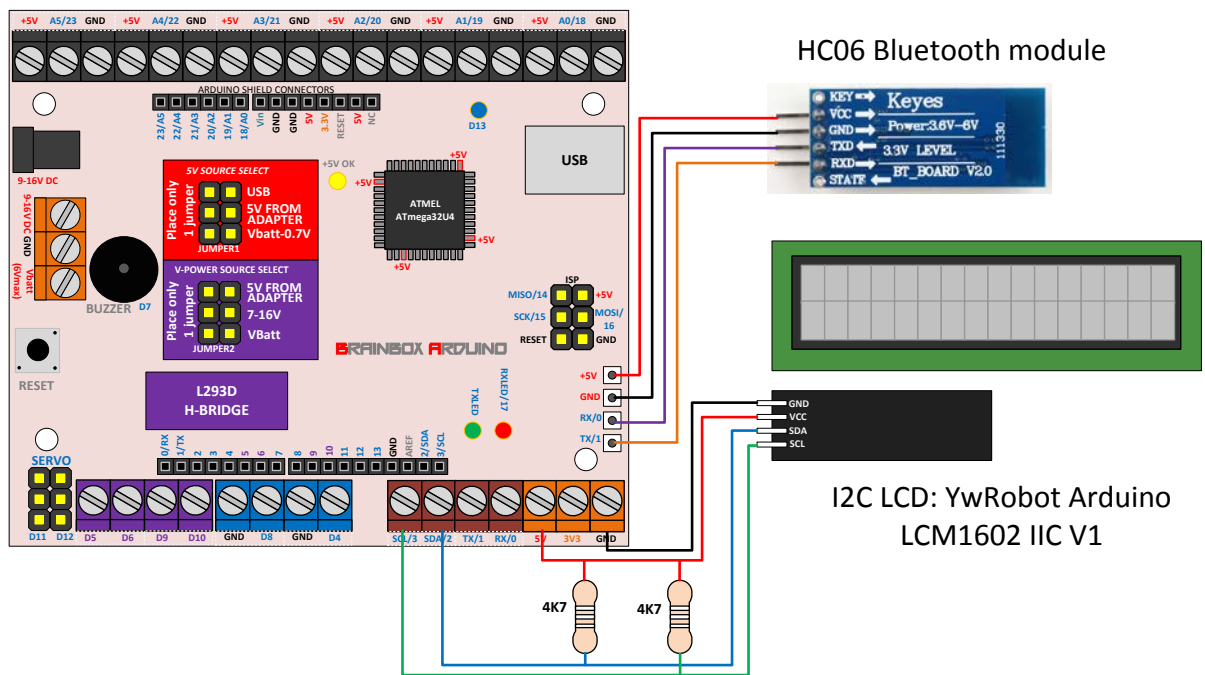 +5V A5/23 GND +5V A4/22 GND +5V A3/21 GND +5V A2/20 GND +5V A1/19 GND +5V A0/18 GND
ARDUINO SHIELD CONNECTORS
23/A5
22/A4
21/A3
20/A2
19/A1
18/A0
Vin
GND
GND
5V
3.3V
RESET
5V
NC
D13
USB
9-16V DC
9-16V DC GND Vbatt
(6Vmax)
5V SOURCE SELECT
Place only
1 jumper
USB
5V FROM
ADAPTER
Vbatt-0.7V
JUMPER1
+5V OK
+5V
+5V
+5V
+5V
ATMEL
ATmega32U4
V-POWER SOURCE SELECT
Place only
1 jumper
5V FROM
ADAPTER
7-16V
VBatt
JUMPER2
BUZZER D7
RESET
ISP
MISO/14 +5V
SCK/15 MOSI/
16
RESET GND
BRAINBOX ARDUINO
L293D
H-BRIDGE
TXLED
RXLED/17
+5V
GND
RX/0
TX/1
0/RX
1/TX
2
3
4
5
6
7
8
9
10
11
12
13
GND
AREF
2/SDA
3/SCL
SERVO
D11 D12 D5 D6 D9 D10 GND D8 GND D4 SCL/3 SDA/2 TX/1 RX/0 5V 3V3 GND
4K7 4K7
HC06 Bluetooth module
KEY Keyes
VCC Power:3.6V-6V
GND
TXD 3.3V LEVEL
RXD BT_BOARD V2.0
STATE
111330
GND
VCC
SDA
SCL
I2C LCD: YwRobot Arduino
LCM1602 IIC V1